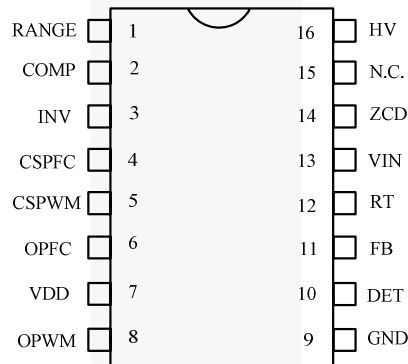 RANGE 1 16 HV
COMP 2 15 N.C.
INV 3 14 ZCD
CSPFC 4 13 VIN
CSPWM 5 12 RT
OPFC 6 11 FB
VDD 7 10 DET
OPWM 8 9 GND